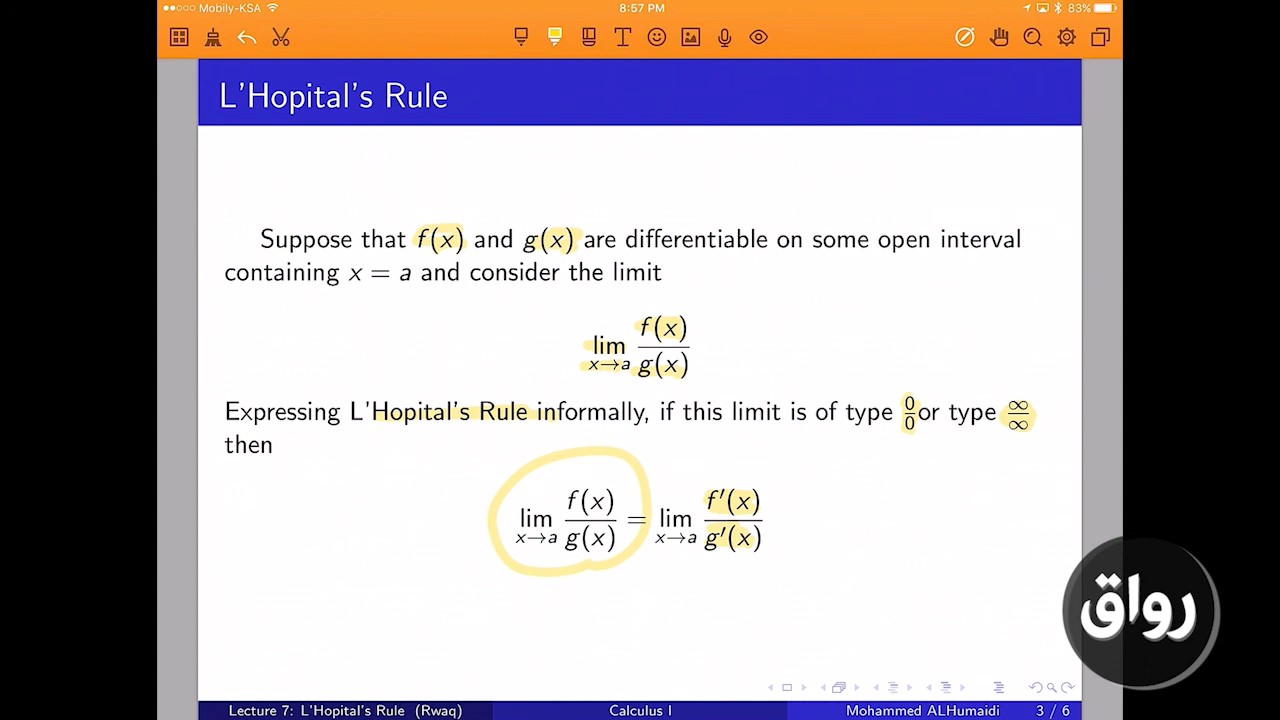 Mobily-KSA 8:57 PM 83%
L'Hopital's Rule
Suppose that f(x) and g(x) are differentiable on some open interval
containing x = a and consider the limit
lim x→a f(x)/g(x)
Expressing L'Hopital's Rule informally, if this limit is of type 0/0 or type ∞/∞
then
lim x→a f(x)/g(x) = lim x→a f′(x)/g′(x)
رواق
Lecture 7: L'Hopital's Rule (Rwaq) Calculus I Mohammed ALHumaidi 3 / 6